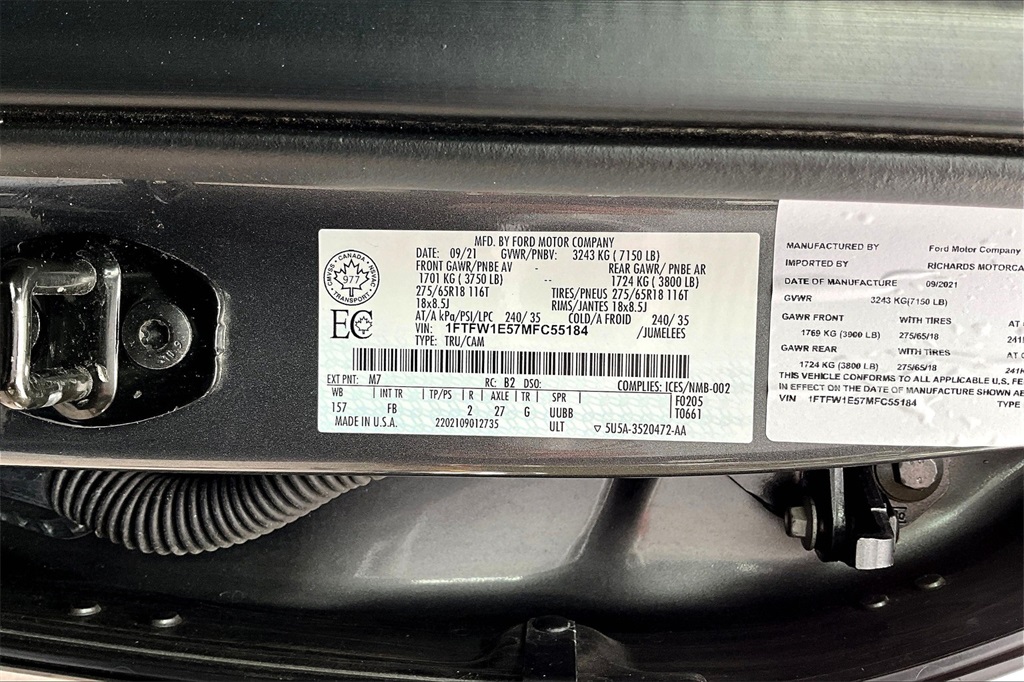 MFD. BY FORD MOTOR COMPANY
DATE: 09/21 GVWR/PNBV: 3243 KG ( 7150 LB)
FRONT GAWR/PNBE AV -- REAR GAWR/ PNBE AR
1701 KG ( 3750 LB) 1724 KG ( 3800 LB)
275/65R18 116T TIRES/PNEUS 275/65R18 116T
18x8.5J RIMS/JANTES 18x8.5J
AT/A kPa/PSI/LPC 240/ 35 COLD/A FROID 240/ 35
VIN: 1FTFW1E57MFC55184 /JUMELEES
TYPE: TRU/CAM
CMVSS · CANADA · NSVAC
977
TRANSPORT
EC
EXT PNT: M7 RC: B2 DSO: COMPLIES: ICES/NMB-002
WB INT TR TP/PS R AXLE TR SPR F0205
157 FB 2 27 G UUBB T0661
MADE IN U.S.A. 2202109012735 ULT ▽ 5U5A-3520472-AA
MANUFACTURED BY Ford Motor Company
IMPORTED BY RICHARDS MOTORCA
DATE OF MANUFACTURE 09/2021
GVWR 3243 KG(7150 LB)
GAWR FRONT WITH TIRES AT
1769 KG (3900 LB) 275/65/18
GAWR REAR WITH TIRES AT
1724 KG (3800 LB) 275/65/18
THIS VEHICLE CONFORMS TO ALL APPLICABLE U.S, FE
IN EFFECT ON THE DATE OF MANUFACTURE SHOWN AB
VIN 1FTFW1E57MFC55184 TYPE